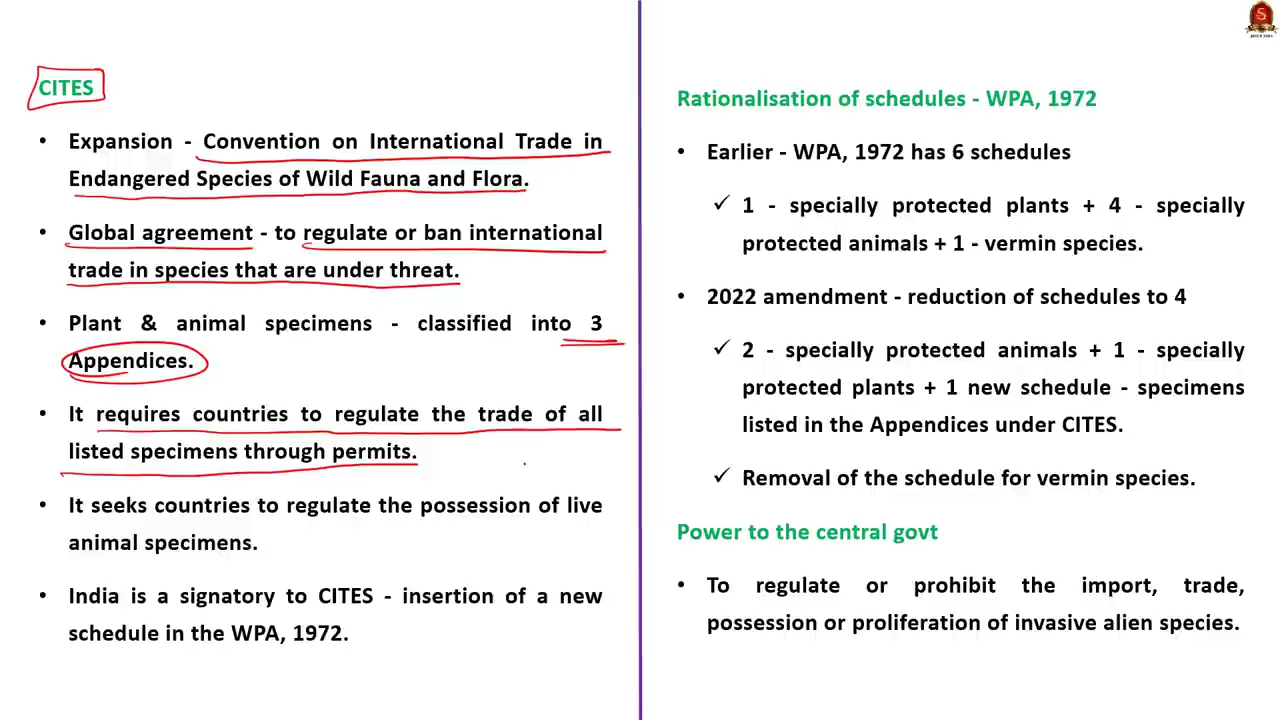 CITES
• Expansion - Convention on International Trade in
Endangered Species of Wild Fauna and Flora.
• Global agreement - to regulate or ban international
trade in species that are under threat.
• Plant & animal specimens - classified into 3
Appendices.
• It requires countries to regulate the trade of all
listed specimens through permits.
• It seeks countries to regulate the possession of live
animal specimens.
• India is a signatory to CITES - insertion of a new
schedule in the WPA, 1972.
Rationalisation of schedules - WPA, 1972
• Earlier - WPA, 1972 has 6 schedules
✓ 1 - specially protected plants + 4 - specially
protected animals + 1 - vermin species.
• 2022 amendment - reduction of schedules to 4
✓ 2 - specially protected animals + 1 - specially
protected plants + 1 new schedule - specimens
listed in the Appendices under CITES.
✓ Removal of the schedule for vermin species.
Power to the central govt
• To regulate or prohibit the import, trade,
possession or proliferation of invasive alien species.